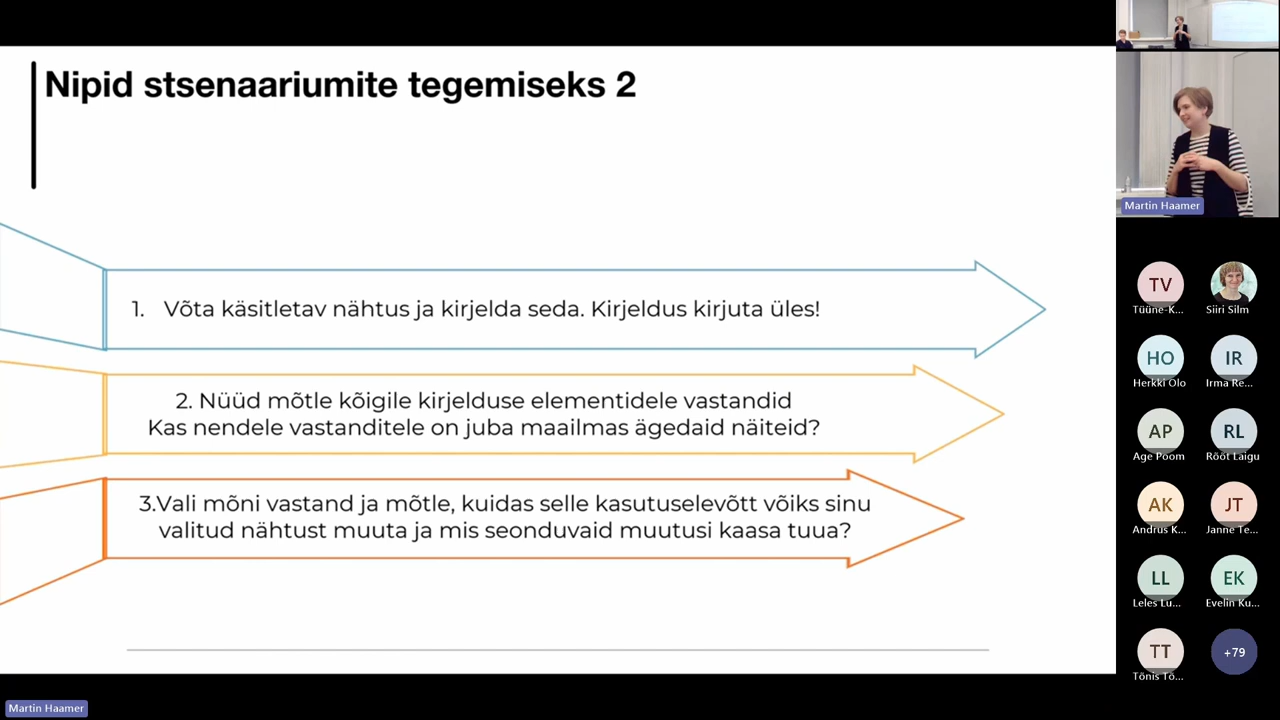 Nipid stsenaariumite tegemiseks 2
1. Võta käsitletav nähtus ja kirjelda seda. Kirjeldus kirjuta üles!
2. Nüüd mõtle kõigile kirjelduse elementidele vastandid
Kas nendele vastanditele on juba maailmas ägedaid näiteid?
3.Vali mõni vastand ja mõtle, kuidas selle kasutuselevõtt võiks sinu
valitud nähtust muuta ja mis seonduvaid muutusi kaasa tuua?
Martin Haamer
Martin Haamer
TV
Tüüne-K...
Siiri Silm
HO
Herkki Olo
IR
Irma Re...
AP
Age Poom
RL
Rööt Laigu
AK
Andrus K...
JT
Janne Te...
LL
Leles Lu...
EK
Evelin Ku...
TT
Tõnis Tõ...
+79